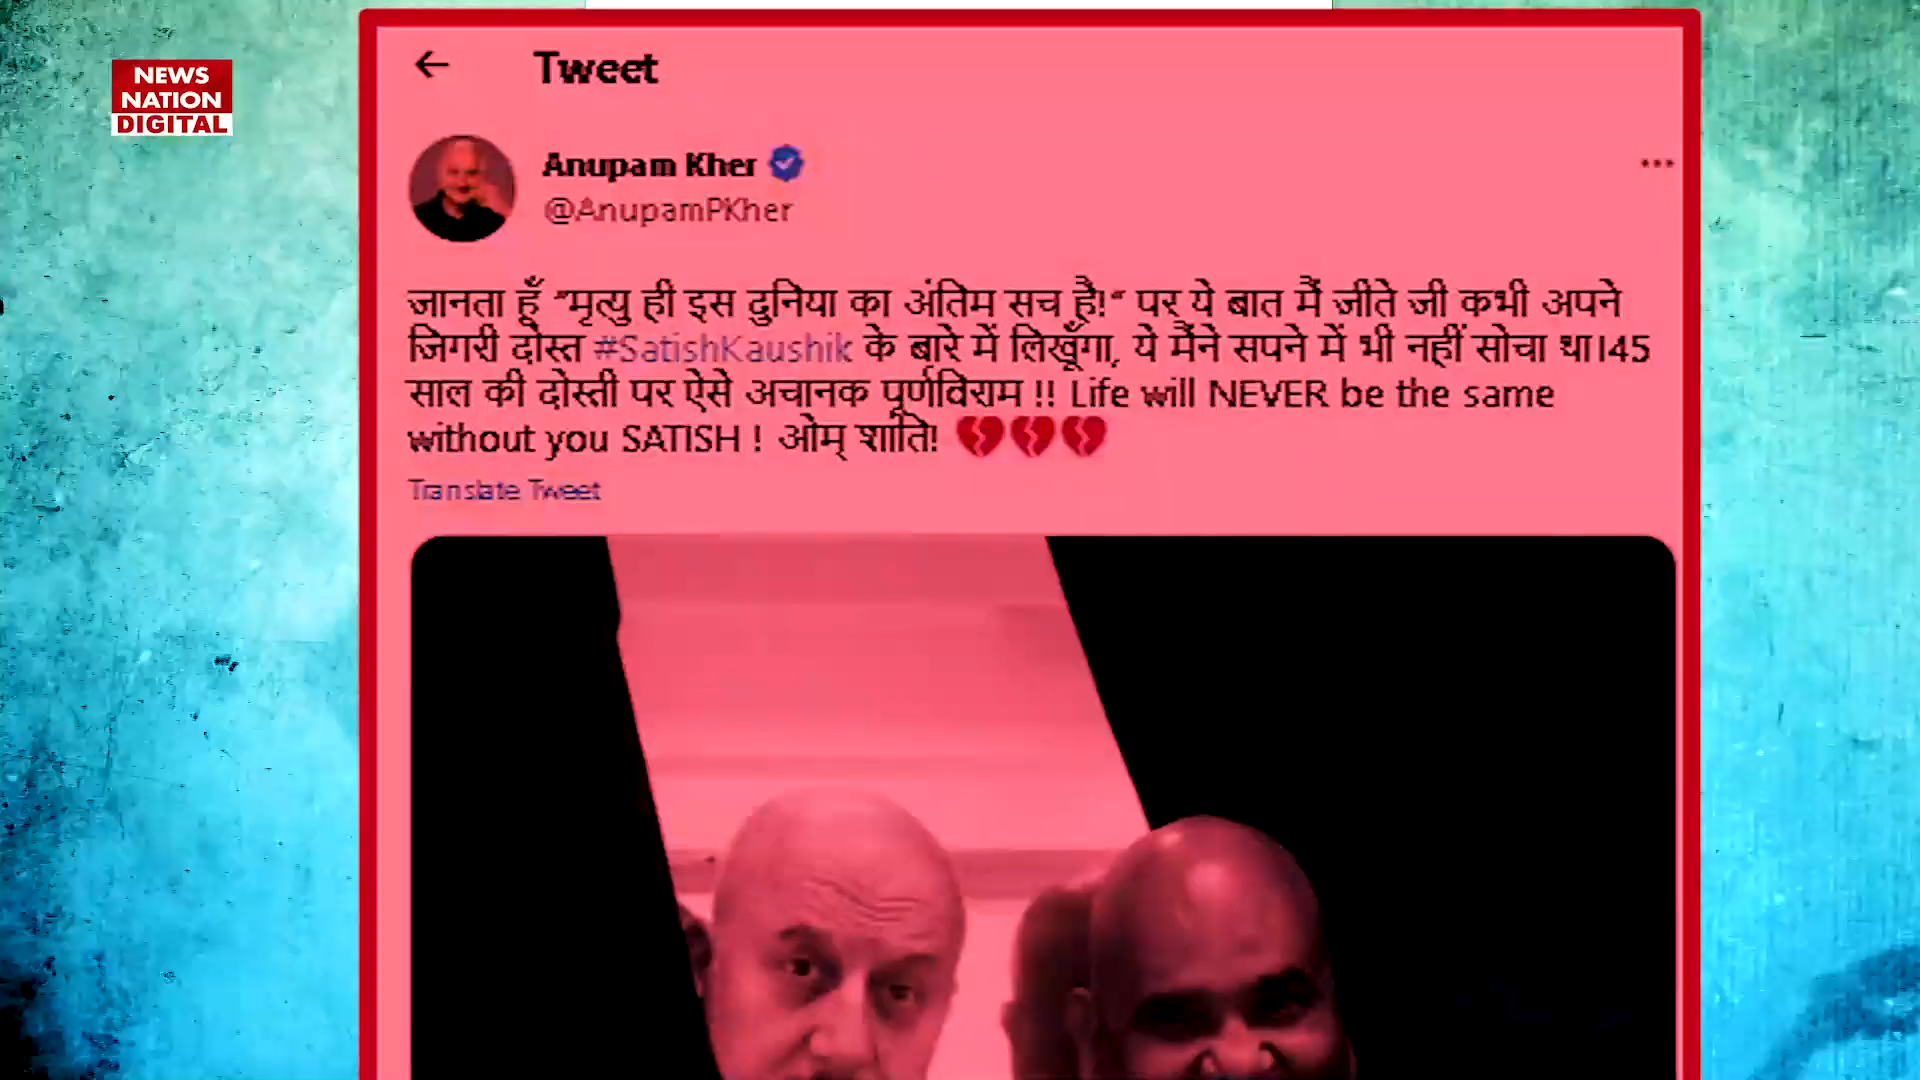 NEWS
NATION
DIGITAL
Tweet
Anupam Kher
@AnupamPKher
जानता हूँ “मृत्यु ही इस दुनिया का अंतिम सच है!“ पर ये बात मैं जीते जी कभी अपने
जिगरी दोस्त #SatishKaushik के बारे में लिखूँगा, ये मैंने सपने में भी नहीं सोचा था।45
साल की दोस्ती पर ऐसे अचानक पूर्णविराम !! Life will NEVER be the same
without you SATISH ! ओम् शांति! 💔💔💔
Translate Tweet